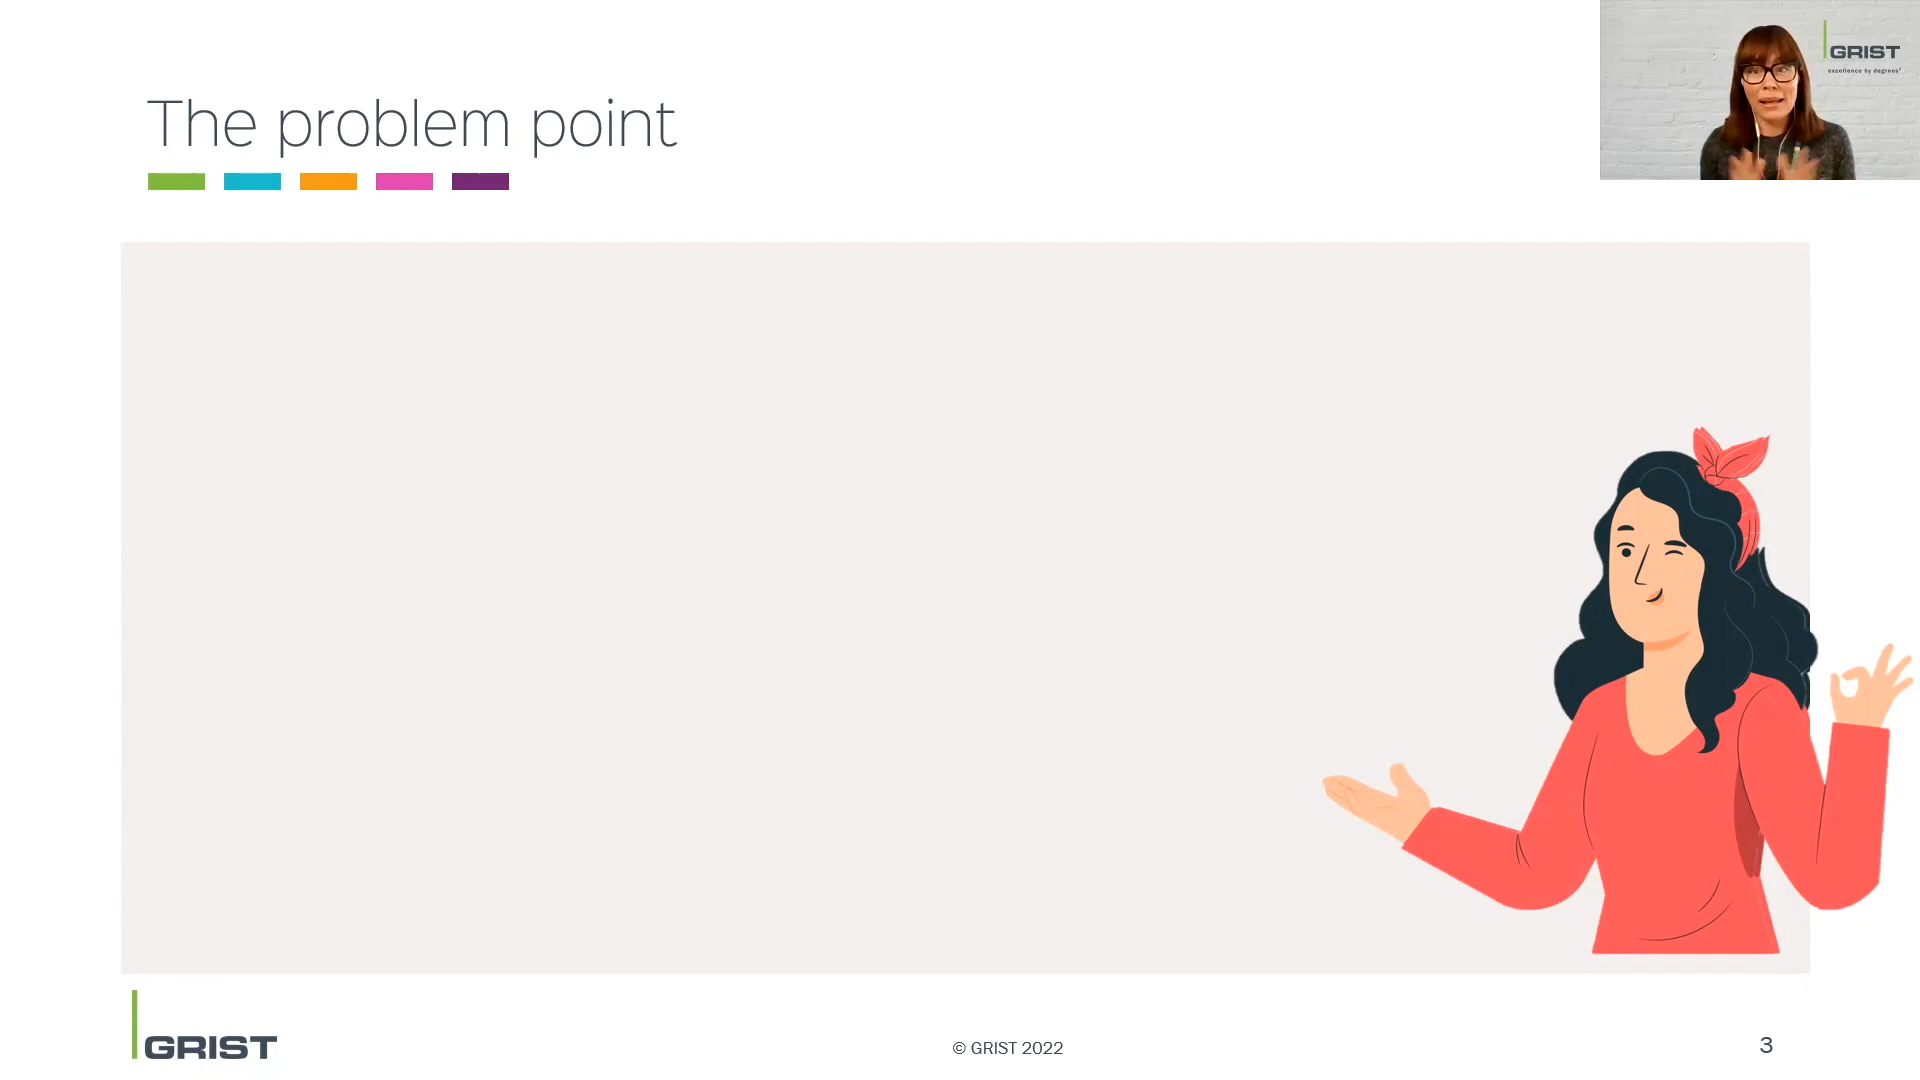 The problem point
GRIST
excellence by degrees
GRIST
© GRIST 2022
3